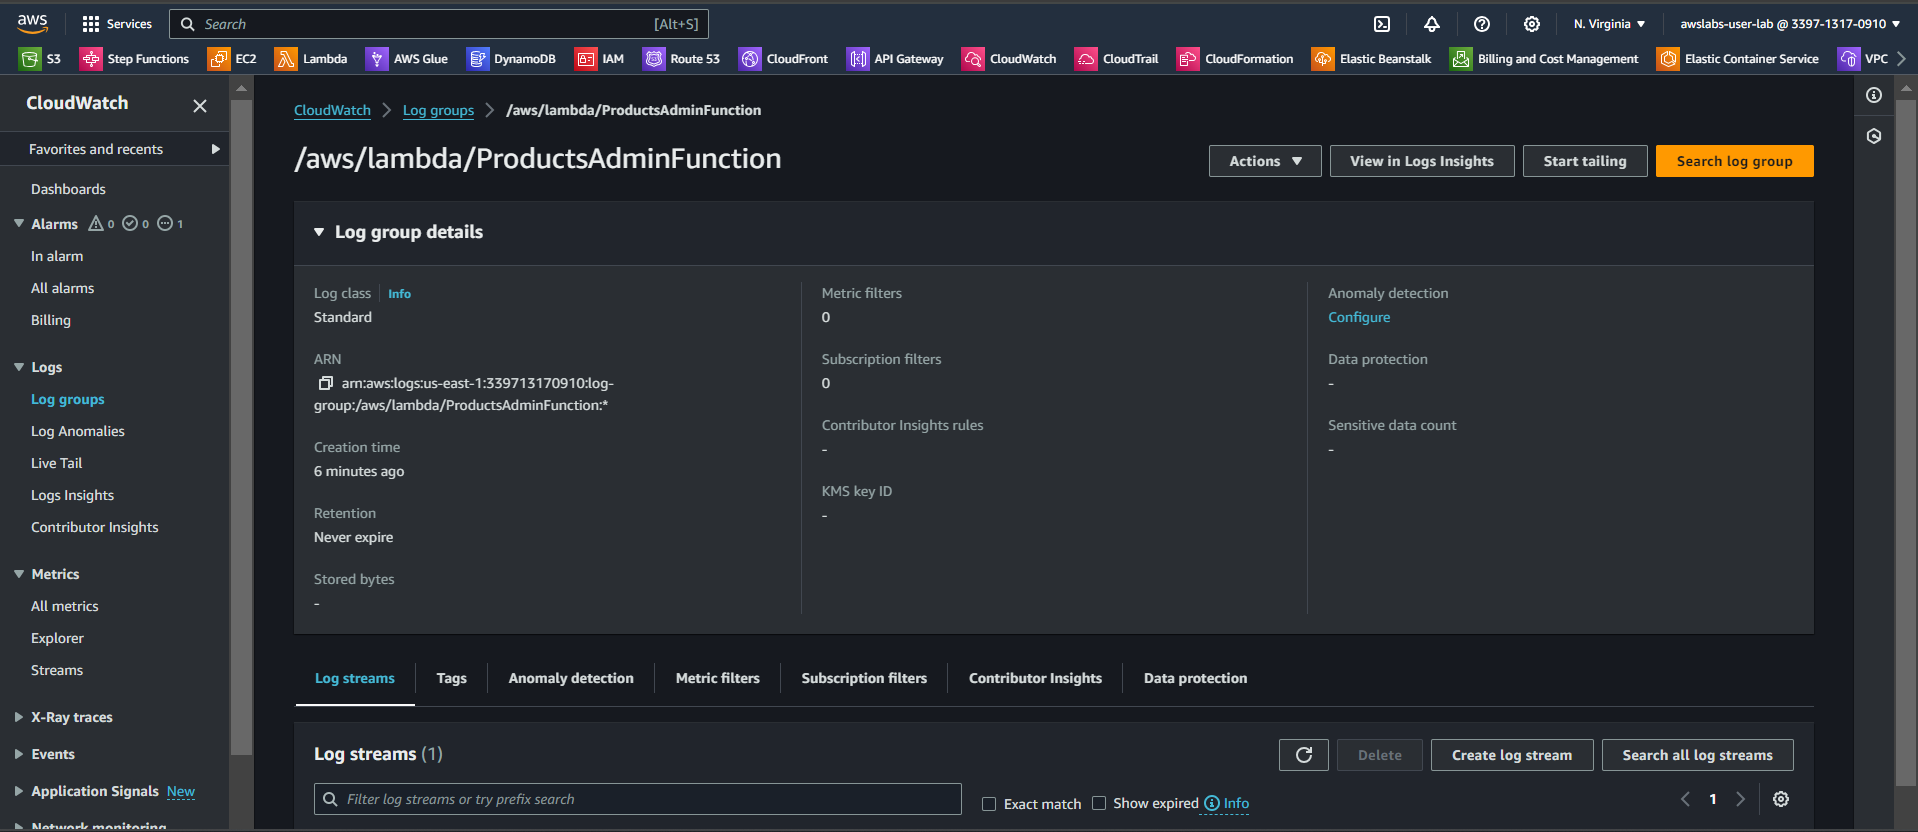 aws Services Search [Alt+S] N. Virginia awslabs-user-lab @ 3397-1317-0910
S3 Step Functions EC2 Lambda AWS Glue DynamoDB IAM Route 53 CloudFront API Gateway CloudWatch CloudTrail CloudFormation Elastic Beanstalk Billing and Cost Management Elastic Container Service VPC
CloudWatch
Favorites and recents
Dashboards
Alarms 0 0 1
In alarm
All alarms
Billing
Logs
Log groups
Log Anomalies
Live Tail
Logs Insights
Contributor Insights
Metrics
All metrics
Explorer
Streams
X-Ray traces
Events
Application Signals New
Network monitoring
CloudWatch Log groups /aws/lambda/ProductsAdminFunction
/aws/lambda/ProductsAdminFunction
Actions View in Logs Insights Start tailing Search log group
Log group details
Log class Info
Standard
ARN
arn:aws:logs:us-east-1:339713170910:log-
group:/aws/lambda/ProductsAdminFunction:*
Creation time
6 minutes ago
Retention
Never expire
Stored bytes
-
Metric filters
0
Subscription filters
0
Contributor Insights rules
-
KMS key ID
-
Anomaly detection
Configure
Data protection
-
Sensitive data count
-
Log streams Tags Anomaly detection Metric filters Subscription filters Contributor Insights Data protection
Log streams (1)
Delete Create log stream Search all log streams
Filter log streams or try prefix search
Exact match Show expired Info
1